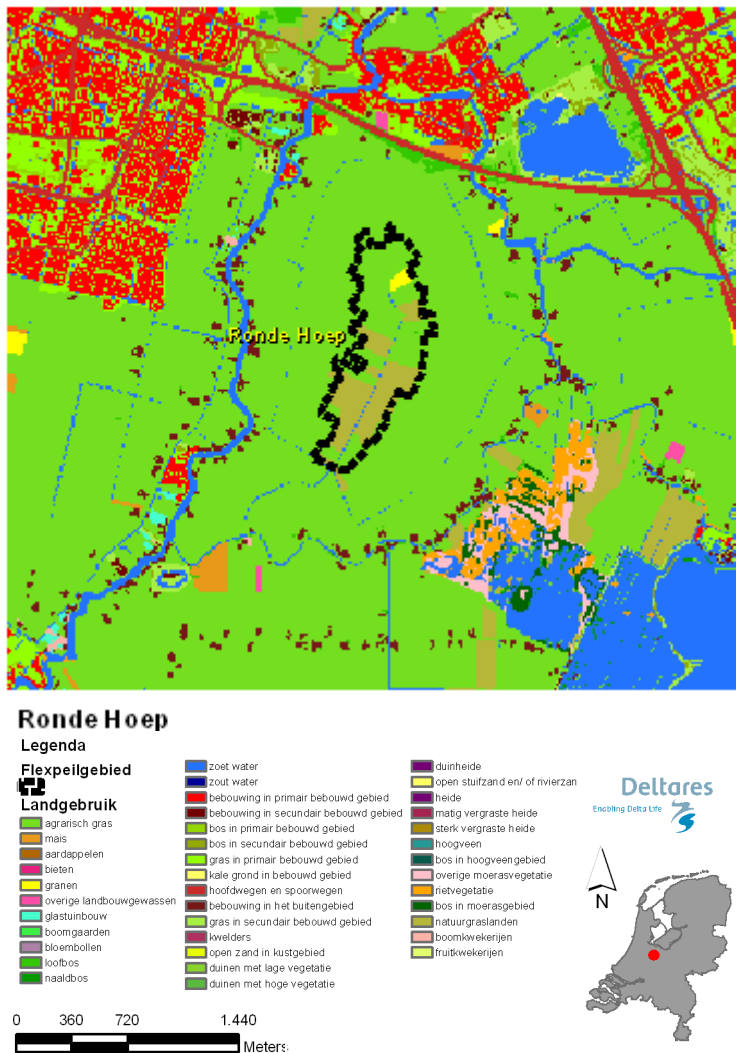 Ronde Hoep
Ronde Hoep
Legenda
Flexpeilgebied
Landgebruik
agrarisch gras
mais
aardappelen
bieten
granen
overige landbouwgewassen
glastuinbouw
boomgaarden
bloembollen
loofbos
naaldbos
zoet water
zout water
bebouwing in primair bebouwd gebied
bebouwing in secundair bebouwd gebied
bos in primair bebouwd gebied
bos in secundair bebouwd gebied
gras in primair bebouwd gebied
kale grond in bebouwd gebied
hoofdwegen en spoorwegen
bebouwing in het buitengebied
gras in secundair bebouwd gebied
kwelders
open zand in kustgebied
duinen met lage vegetatie
duinen met hoge vegetatie
duinheide
open stuifzand en/ of rivierzan
heide
matig vergraste heide
sterk vergraste heide
hoogveen
bos in hoogveengebied
overige moerasvegetatie
rietvegetatie
bos in moerasgebied
natuurgraslanden
boomkwekerijen
fruitkwekerijen
Deltares
Enabling Delta Life
N
0 360 720 1.440
Meters